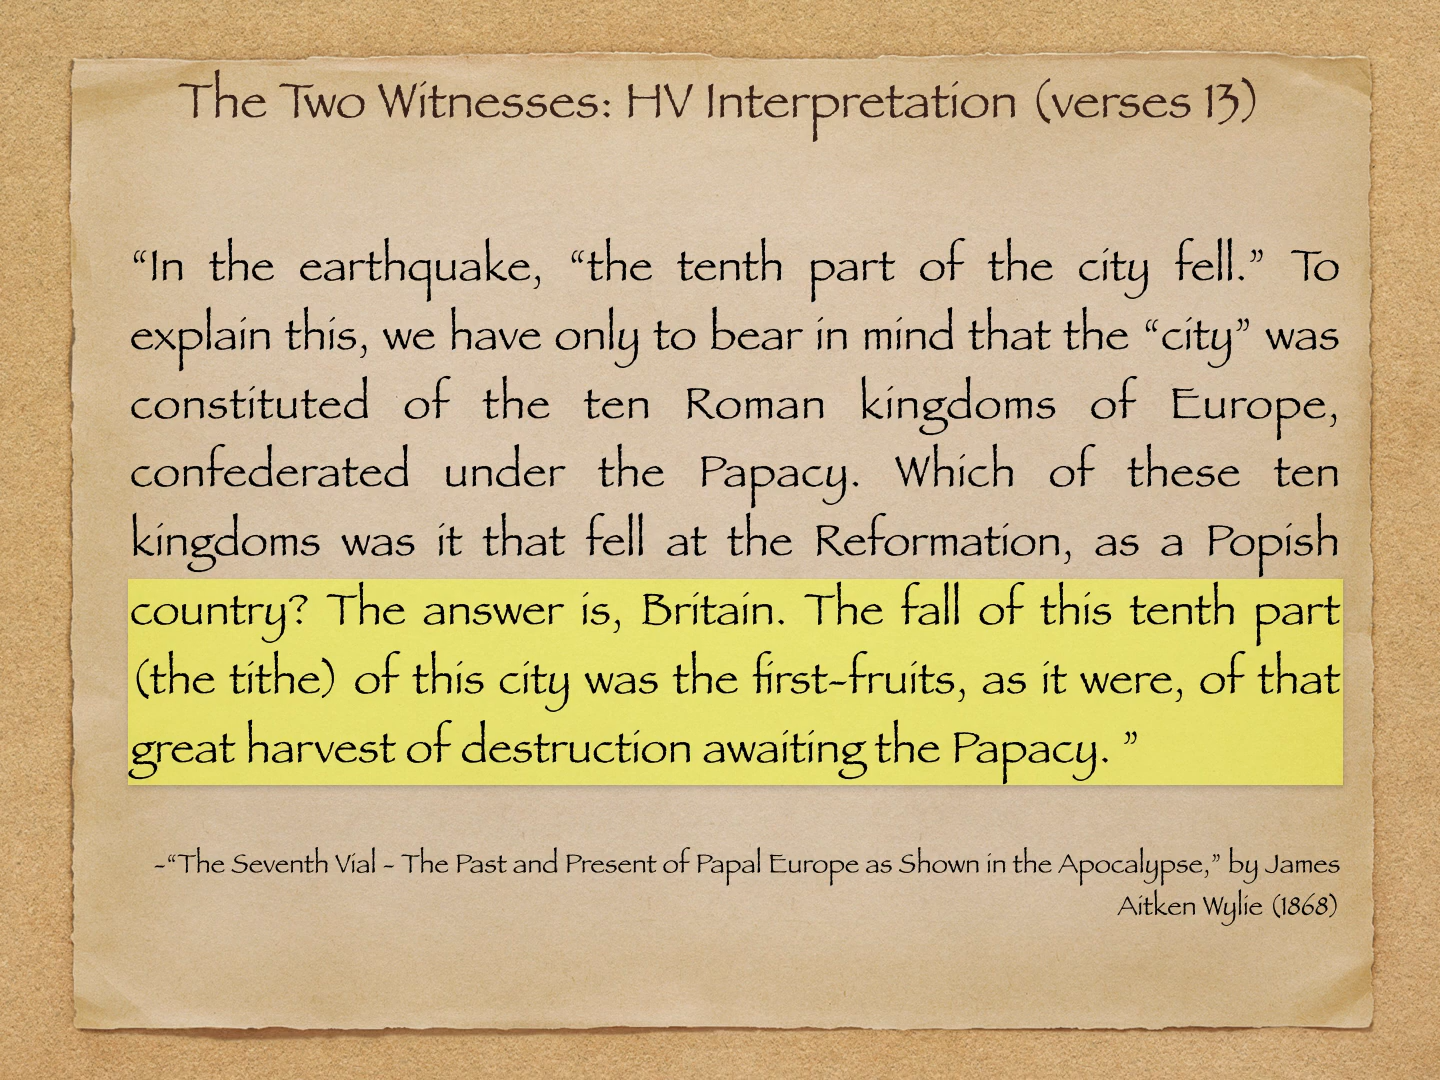 The Two Witnesses: HV Interpretation (verses 13)
“In the earthquake, “the tenth part of the city fell.” To
explain this, we have only to bear in mind that the “city” was
constituted of the ten Roman kingdoms of Europe,
confederated under the Papacy. Which of these ten
kingdoms was it that fell at the Reformation, as a Popish
country? The answer is, Britain. The fall of this tenth part
(the tithe) of this city was the first-fruits, as it were, of that
great harvest of destruction awaiting the Papacy. ”
-“The Seventh Vial - The Past and Present of Papal Europe as Shown in the Apocalypse,” by James
Aitken Wylie (1868)